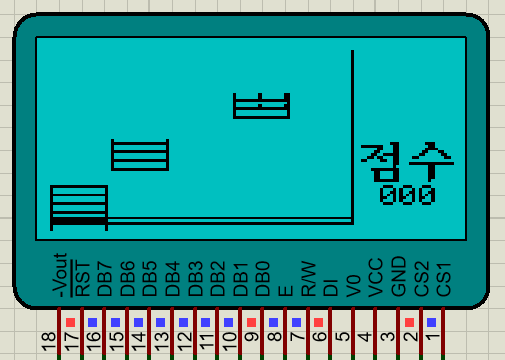 점수
000
-Vout
RST
DB7
DB6
DB5
DB4
DB3
DB2
DB1
DB0
E
R/W
DI
V0
VCC
GND
CS2
CS1
18
17
16
15
14
13
12
11
10
9
8
7
6
5
4
3
2
1